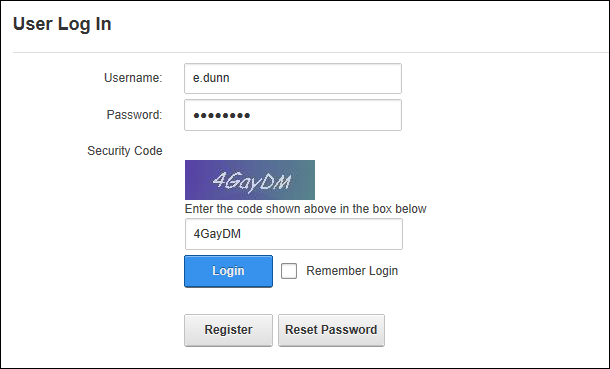 User Log In
Username: e.dunn
Password: ●●●●●●●●
Security Code
4GayDM
Enter the code shown above in the box below
4GayDM
Login Remember Login
Register Reset Password